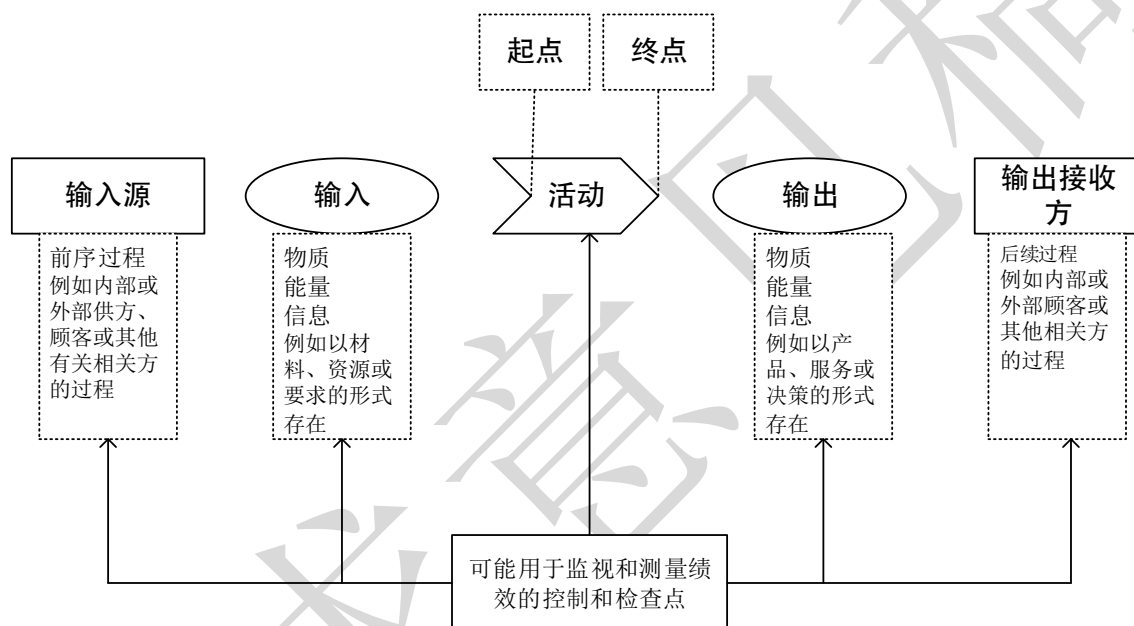 起点
终点
输入源
输入
活动
输出
输出接收
方
前序过程
例如内部或
外部供方、
顾客或其他
有关相关方
的过程
物质
能量
信息
例如以材
料、资源或
要求的形式
存在
物质
能量
信息
例如以产
品、服务或
决策的形式
存在
后续过程
例如内部或
外部顾客或
其他相关方
的过程
可能用于监视和测量绩
效的控制和检查点
求意见稿